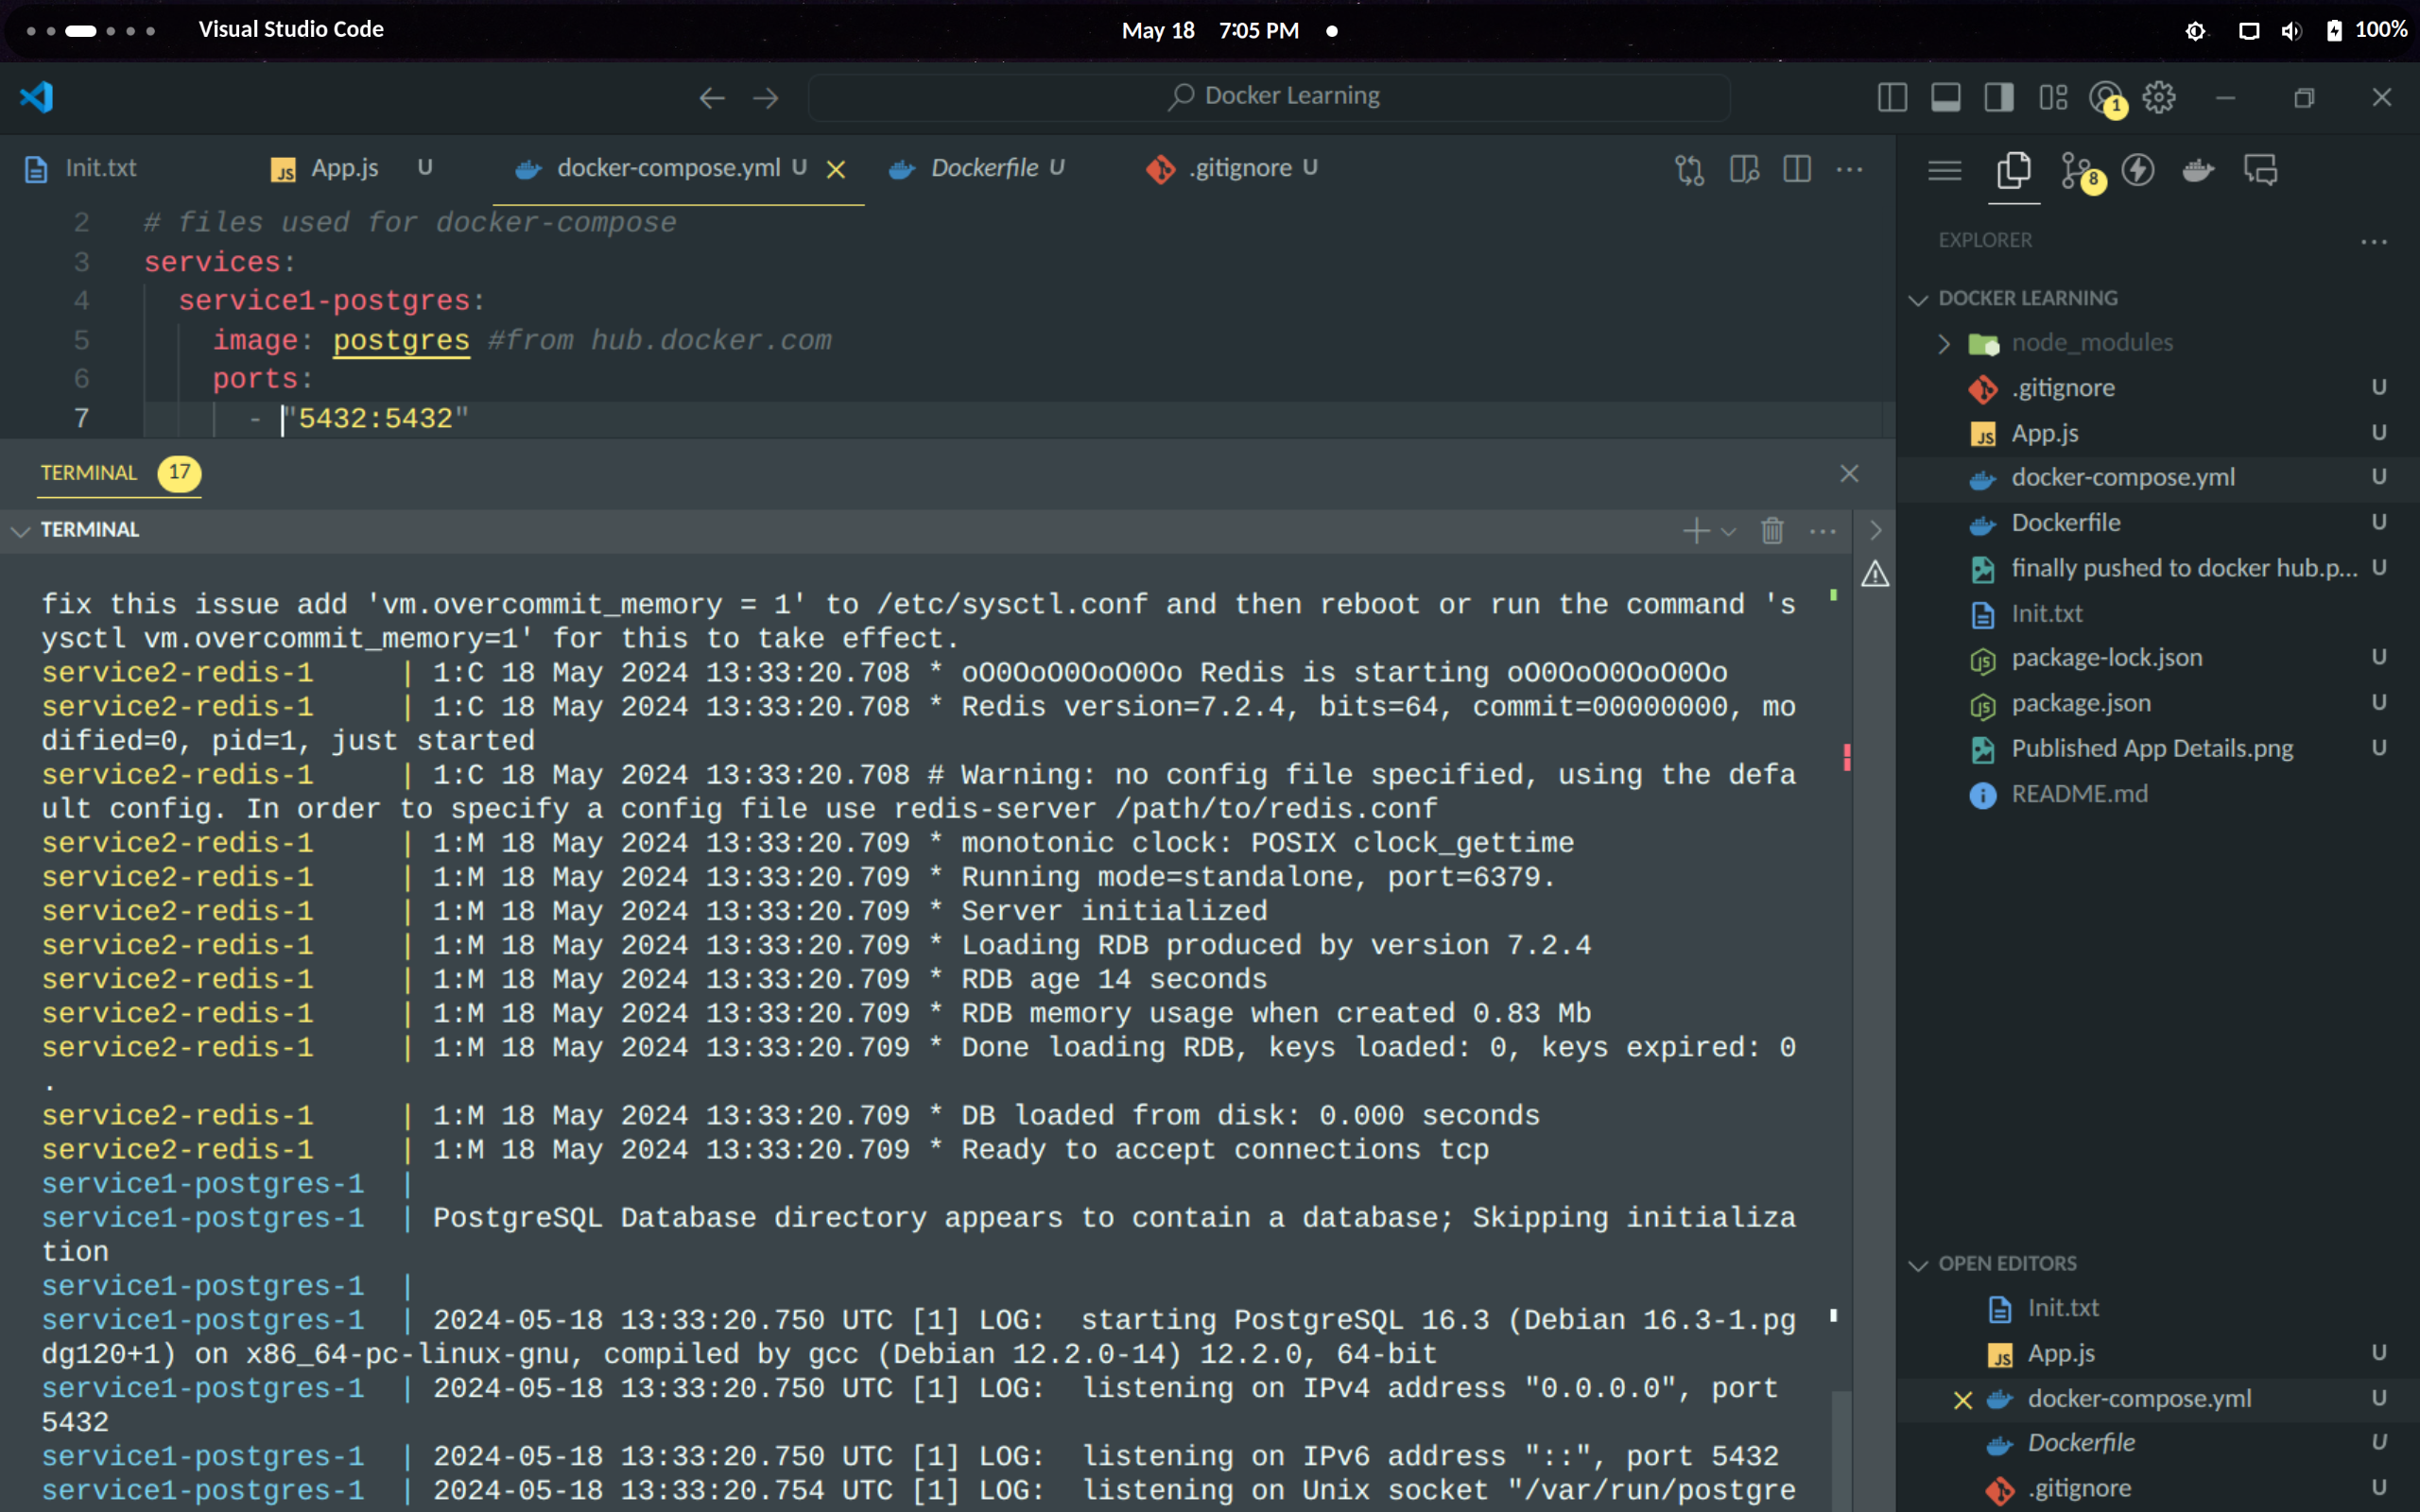 Visual Studio Code
May 18 7:05 PM
100%
Docker Learning
1
Init.txt
App.js U
docker-compose.yml U
Dockerfile U
.gitignore U
8
2 # files used for docker-compose
3 services:
4 service1-postgres:
5 image: postgres #from hub.docker.com
6 ports:
7 - "5432:5432"
TERMINAL 17
TERMINAL
fix this issue add 'vm.overcommit_memory = 1' to /etc/sysctl.conf and then reboot or run the command 's
ysctl vm.overcommit_memory=1' for this to take effect.
service2-redis-1 | 1:C 18 May 2024 13:33:20.708 * oO0OoO0OoO0Oo Redis is starting oO0OoO0OoO0Oo
service2-redis-1 | 1:C 18 May 2024 13:33:20.708 * Redis version=7.2.4, bits=64, commit=00000000, mo
dified=0, pid=1, just started
service2-redis-1 | 1:C 18 May 2024 13:33:20.708 # Warning: no config file specified, using the defa
ult config. In order to specify a config file use redis-server /path/to/redis.conf
service2-redis-1 | 1:M 18 May 2024 13:33:20.709 * monotonic clock: POSIX clock_gettime
service2-redis-1 | 1:M 18 May 2024 13:33:20.709 * Running mode=standalone, port=6379.
service2-redis-1 | 1:M 18 May 2024 13:33:20.709 * Server initialized
service2-redis-1 | 1:M 18 May 2024 13:33:20.709 * Loading RDB produced by version 7.2.4
service2-redis-1 | 1:M 18 May 2024 13:33:20.709 * RDB age 14 seconds
service2-redis-1 | 1:M 18 May 2024 13:33:20.709 * RDB memory usage when created 0.83 Mb
service2-redis-1 | 1:M 18 May 2024 13:33:20.709 * Done loading RDB, keys loaded: 0, keys expired: 0
.
service2-redis-1 | 1:M 18 May 2024 13:33:20.709 * DB loaded from disk: 0.000 seconds
service2-redis-1 | 1:M 18 May 2024 13:33:20.709 * Ready to accept connections tcp
service1-postgres-1 |
service1-postgres-1 | PostgreSQL Database directory appears to contain a database; Skipping initializa
tion
service1-postgres-1 |
service1-postgres-1 | 2024-05-18 13:33:20.750 UTC [1] LOG: starting PostgreSQL 16.3 (Debian 16.3-1.pg
dg120+1) on x86_64-pc-linux-gnu, compiled by gcc (Debian 12.2.0-14) 12.2.0, 64-bit
service1-postgres-1 | 2024-05-18 13:33:20.750 UTC [1] LOG: listening on IPv4 address "0.0.0.0", port
5432
service1-postgres-1 | 2024-05-18 13:33:20.750 UTC [1] LOG: listening on IPv6 address "::", port 5432
service1-postgres-1 | 2024-05-18 13:33:20.754 UTC [1] LOG: listening on Unix socket "/var/run/postgre
EXPLORER
DOCKER LEARNING
node_modules
.gitignore U
App.js U
docker-compose.yml U
Dockerfile U
finally pushed to docker hub.p... U
Init.txt
package-lock.json U
package.json U
Published App Details.png U
README.md
OPEN EDITORS
Init.txt
App.js U
docker-compose.yml U
Dockerfile U
.gitignore U